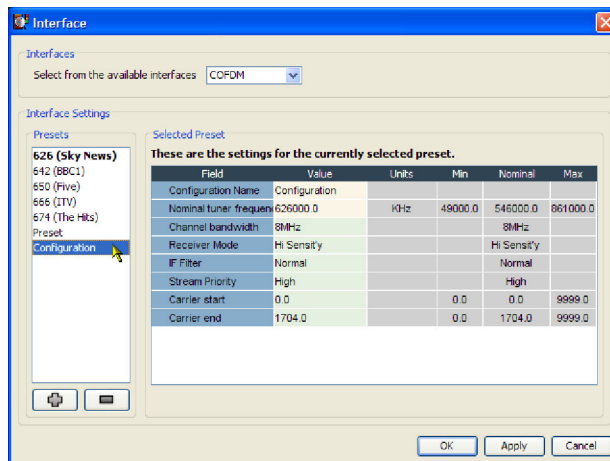 Interface
Interfaces
Select from the available interfaces COFDM
Interface Settings
Presets
626 (Sky News)
642 (BBC1)
650 (Five)
666 (ITV)
674 (The Hits)
Preset
Configuration
Selected Preset
These are the settings for the currently selected preset.
Field Value Units Min Nominal Max
Configuration Name Configuration
Nominal tuner frequen 626000.0 KHz 49000.0 546000.0 861000.0
Channel bandwidth 8MHz 8MHz
Receiver Mode Hi Sensit'y Hi Sensit'y
IF Filter Normal Normal
Stream Priority High High
Carrier start 0.0 0.0 0.0 9999.0
Carrier end 1704.0 0.0 1704.0 9999.0
OK Apply Cancel